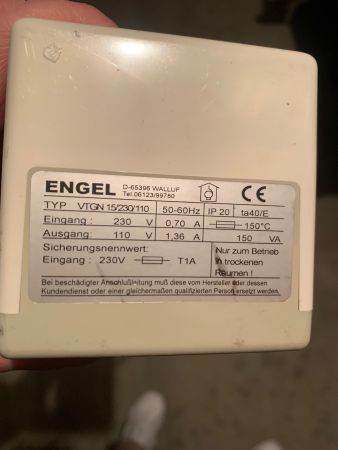 ENGEL D-65396 WALLUF
Tel.06123/99760
TYP VTGN 15/230/110 50-60Hz IP 20 ta40/E
Eingang : 230 V 0,70 A 150°C
Ausgang: 110 V 1,36 A 150 VA
Sicherungsnennwert:
Eingang : 230V T1A
Nur zum Betrieb
in trockenen
Räumen !
Bei beschädigter Anschlußleitung muß diese vom Hersteller oder dessen
Kundendienst oder einer gleichermaßen qualifizierten Person ersetzt werden.